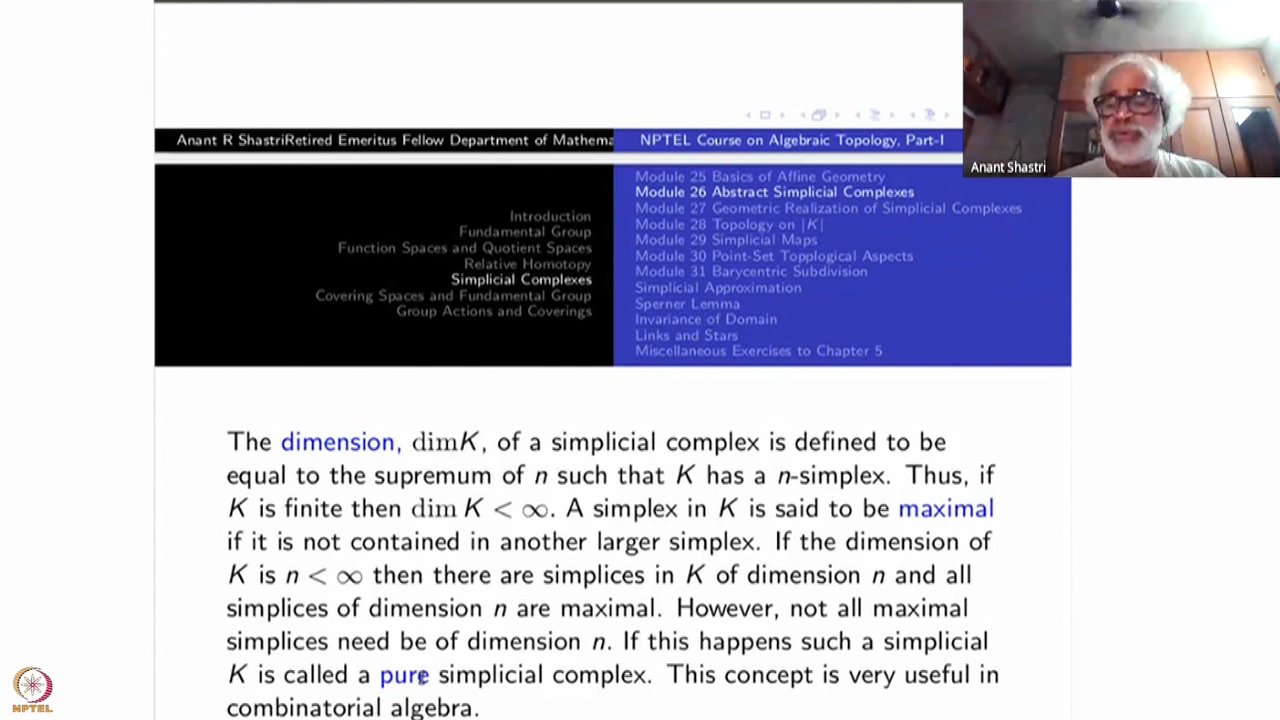 Anant R ShastriRetired Emeritus Fellow Department of Mathema
NPTEL Course on Algebraic Topology, Part-I
Anant Shastri
Introduction
Fundamental Group
Function Spaces and Quotient Spaces
Relative Homotopy
Simplicial Complexes
Covering Spaces and Fundamental Group
Group Actions and Coverings
Module 25 Basics of Affine Geometry
Module 26 Abstract Simplicial Complexes
Module 27 Geometric Realization of Simplicial Complexes
Module 28 Topology on |K|
Module 29 Simplicial Maps
Module 30 Point-Set Topplogical Aspects
Module 31 Barycentric Subdivision
Simplicial Approximation
Sperner Lemma
Invariance of Domain
Links and Stars
Miscellaneous Exercises to Chapter 5
The dimension, dimK, of a simplicial complex is defined to be
equal to the supremum of n such that K has a n-simplex. Thus, if
K is finite then dim K < ∞. A simplex in K is said to be maximal
if it is not contained in another larger simplex. If the dimension of
K is n < ∞ then there are simplices in K of dimension n and all
simplices of dimension n are maximal. However, not all maximal
simplices need be of dimension n. If this happens such a simplicial
K is called a pure simplicial complex. This concept is very useful in
combinatorial algebra.
NPTEL